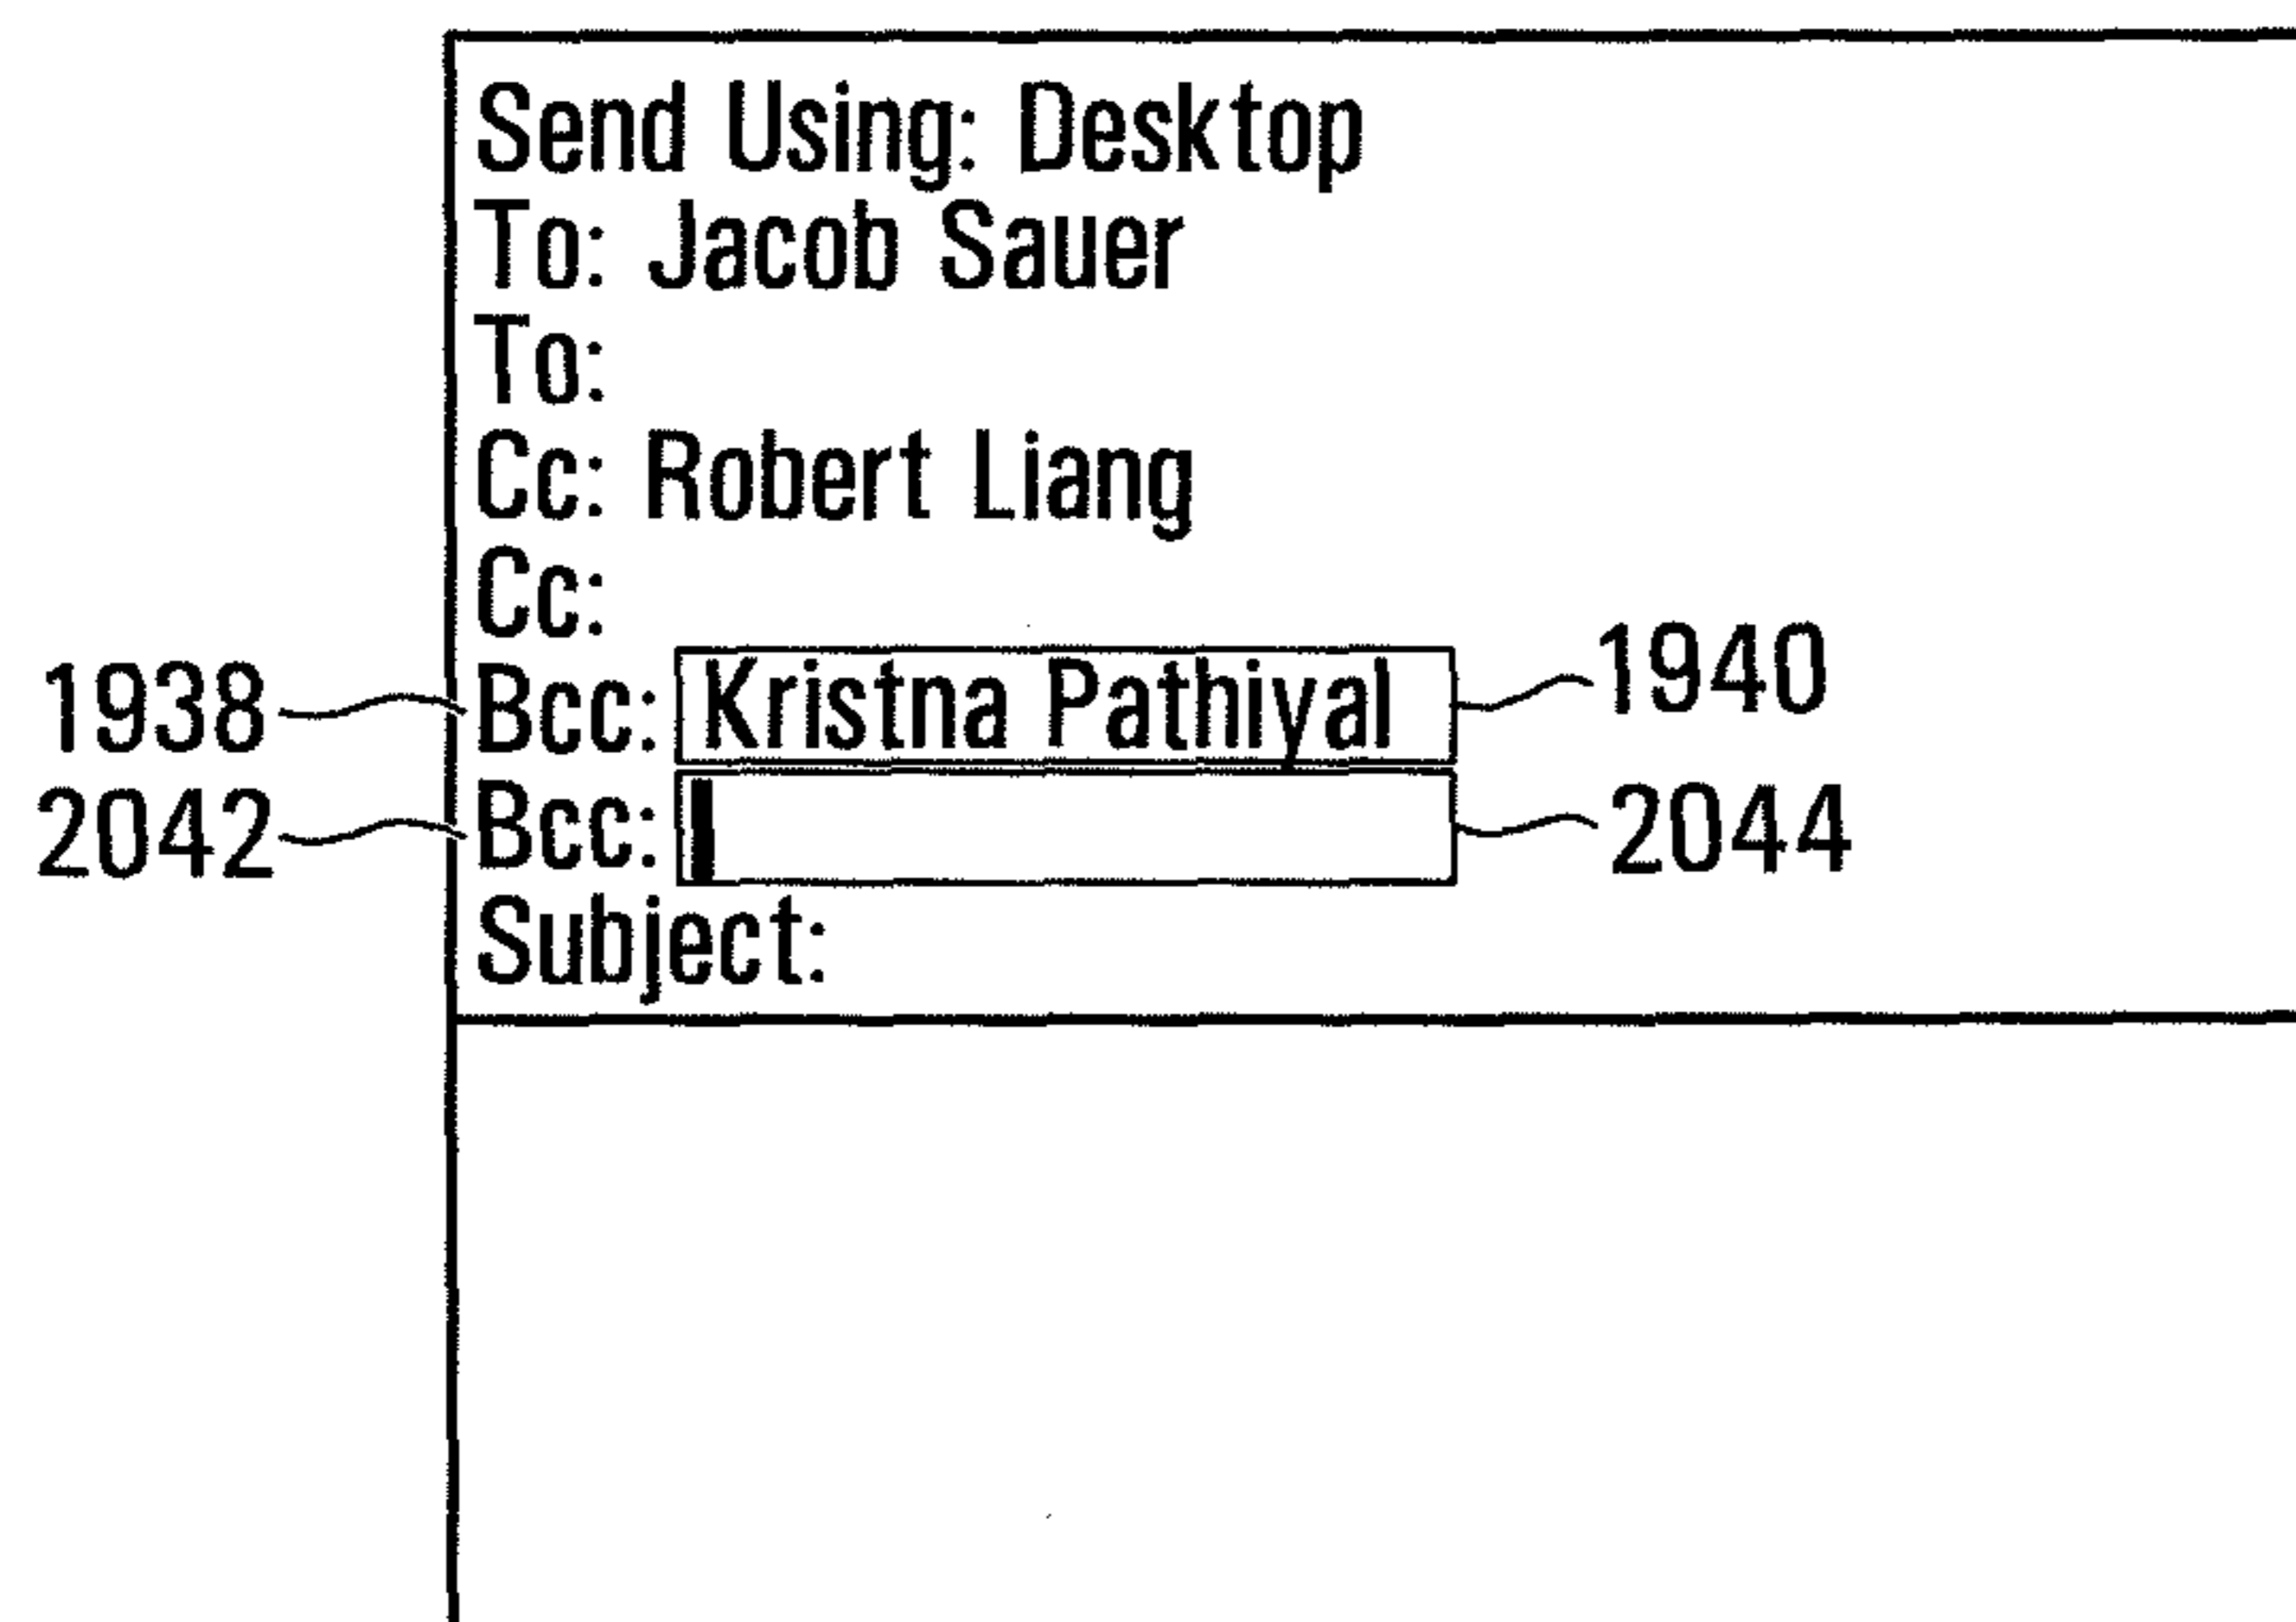 Send Using: Desktop
To: Jacob Sauer
To:
Cc: Robert Liang
Cc:
1938 Bcc: Kristna Pathiyal 1940
2042 Bcc: 2044
Subject: